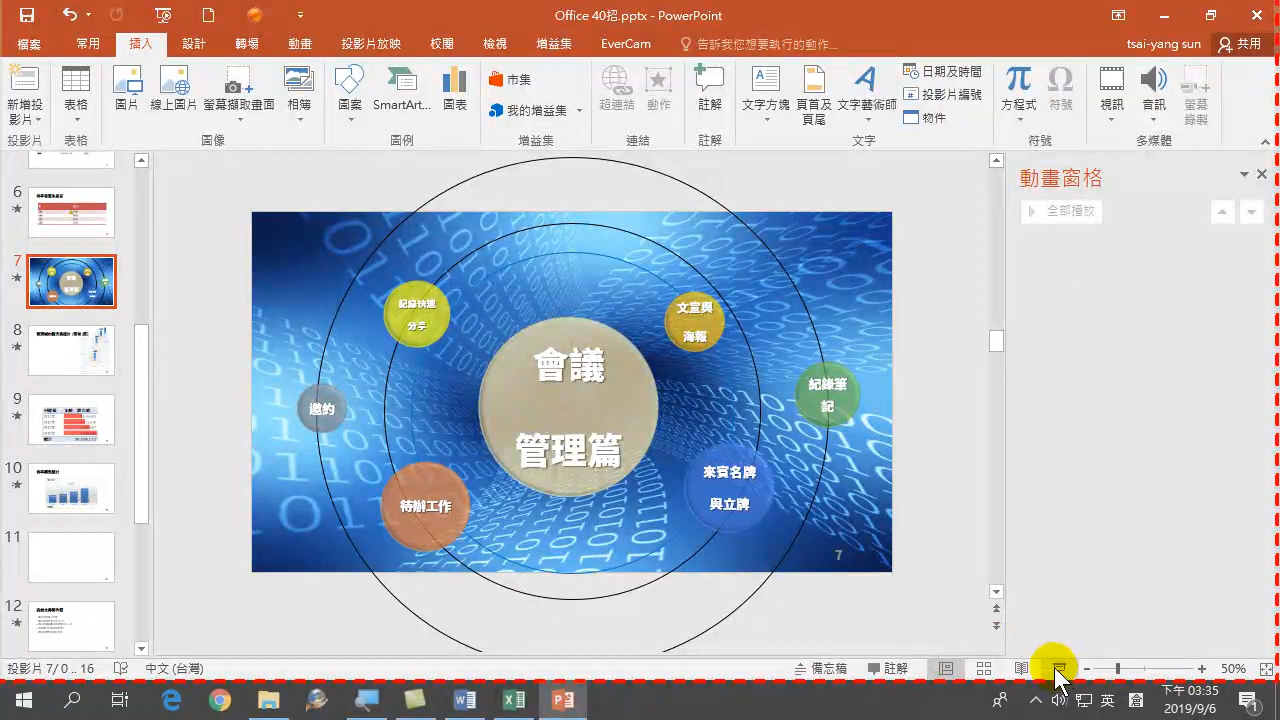 Office 40招.pptx - PowerPoint
檔案 常用 插入 設計 轉場 動畫 投影片放映 校閱 檢視 增益集 EverCam 告訴我您想要執行的動作... tsai-yang sun 共用
新增投影片 表格 圖片 線上圖片 螢幕擷取畫面 相簿 圖案 SmartArt... 圖表 市集 我的增益集 超連結 動作 註解 文字方塊 頁首及頁尾 文字藝術師 日期及時間 投影片編號 物件 方程式 符號 視訊 音訊 螢幕錄製
投影片 表格 圖像 圖例 增益集 連結 註解 文字 符號 多媒體
6
7
8
9
10
11
12
紀錄快速
分享
文宣與
海報
會議
管理篇
邀約
紀錄筆
記
待辦工作
來賓名牌
與立牌
7
動畫窗格
全部播放
投影片 7/ 0 .. 16 中文 (台灣) 備忘稿 註解 50%
英
下午 03:35
2019/9/6
1